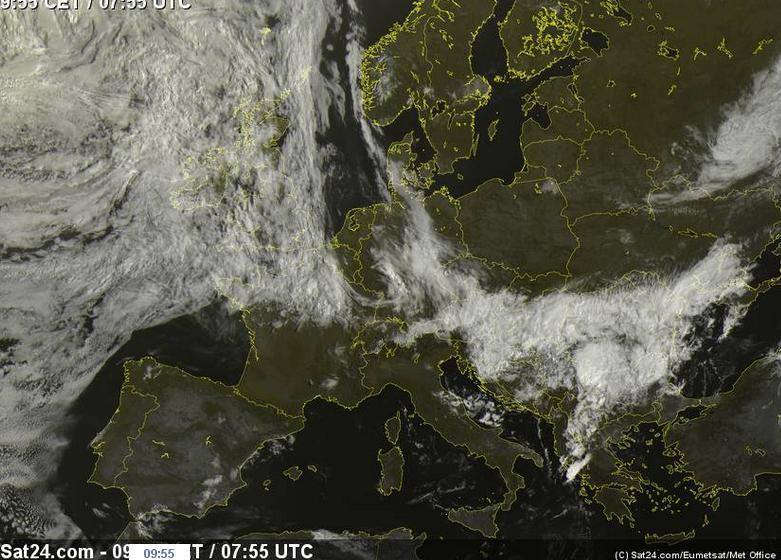 9:55 CET / 07:55 UTC
Sat24.com - 09 09:55 T / 07:55 UTC
(C) Sat24.com/Eumetsat/Met Office